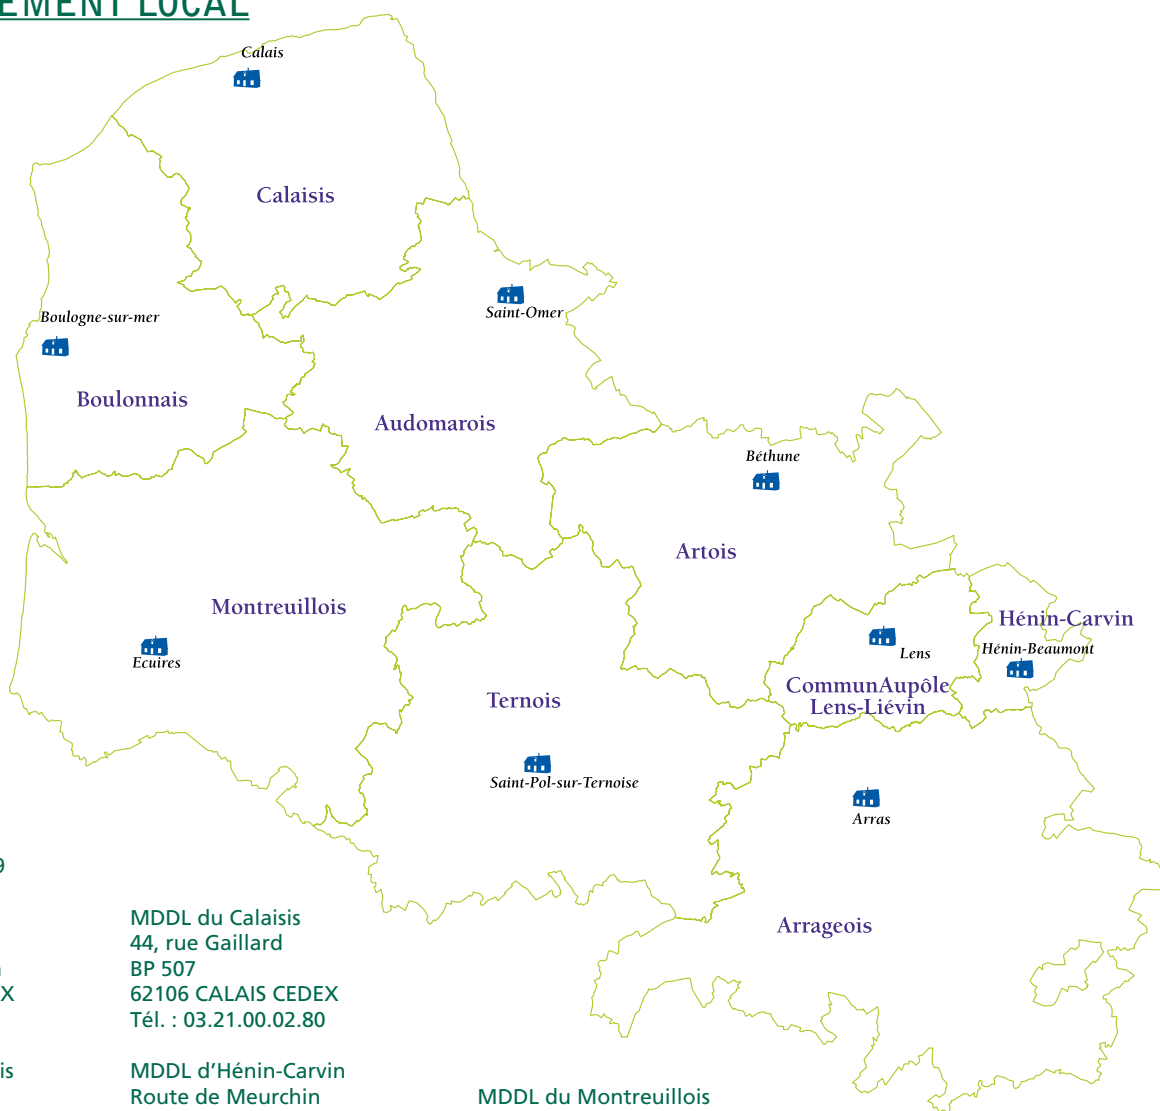 EMENT LOCAL
Calais
Calaisis
Saint-Omer
Boulogne-sur-mer
Boulonnais
Audomarois
Béthune
Artois
Montreuillois
Hénin-Carvin
Ecuires
Lens
Hénin-Beaumont
CommunAupôle
Lens-Liévin
Ternois
Saint-Pol-sur-Ternoise
Arras
Arrageois
9
MDDL du Calaisis
44, rue Gaillard
BP 507
X
62106 CALAIS CEDEX
Tél. : 03.21.00.02.80
is
MDDL d’Hénin-Carvin
Route de Meurchin
MDDL du Montreuillois